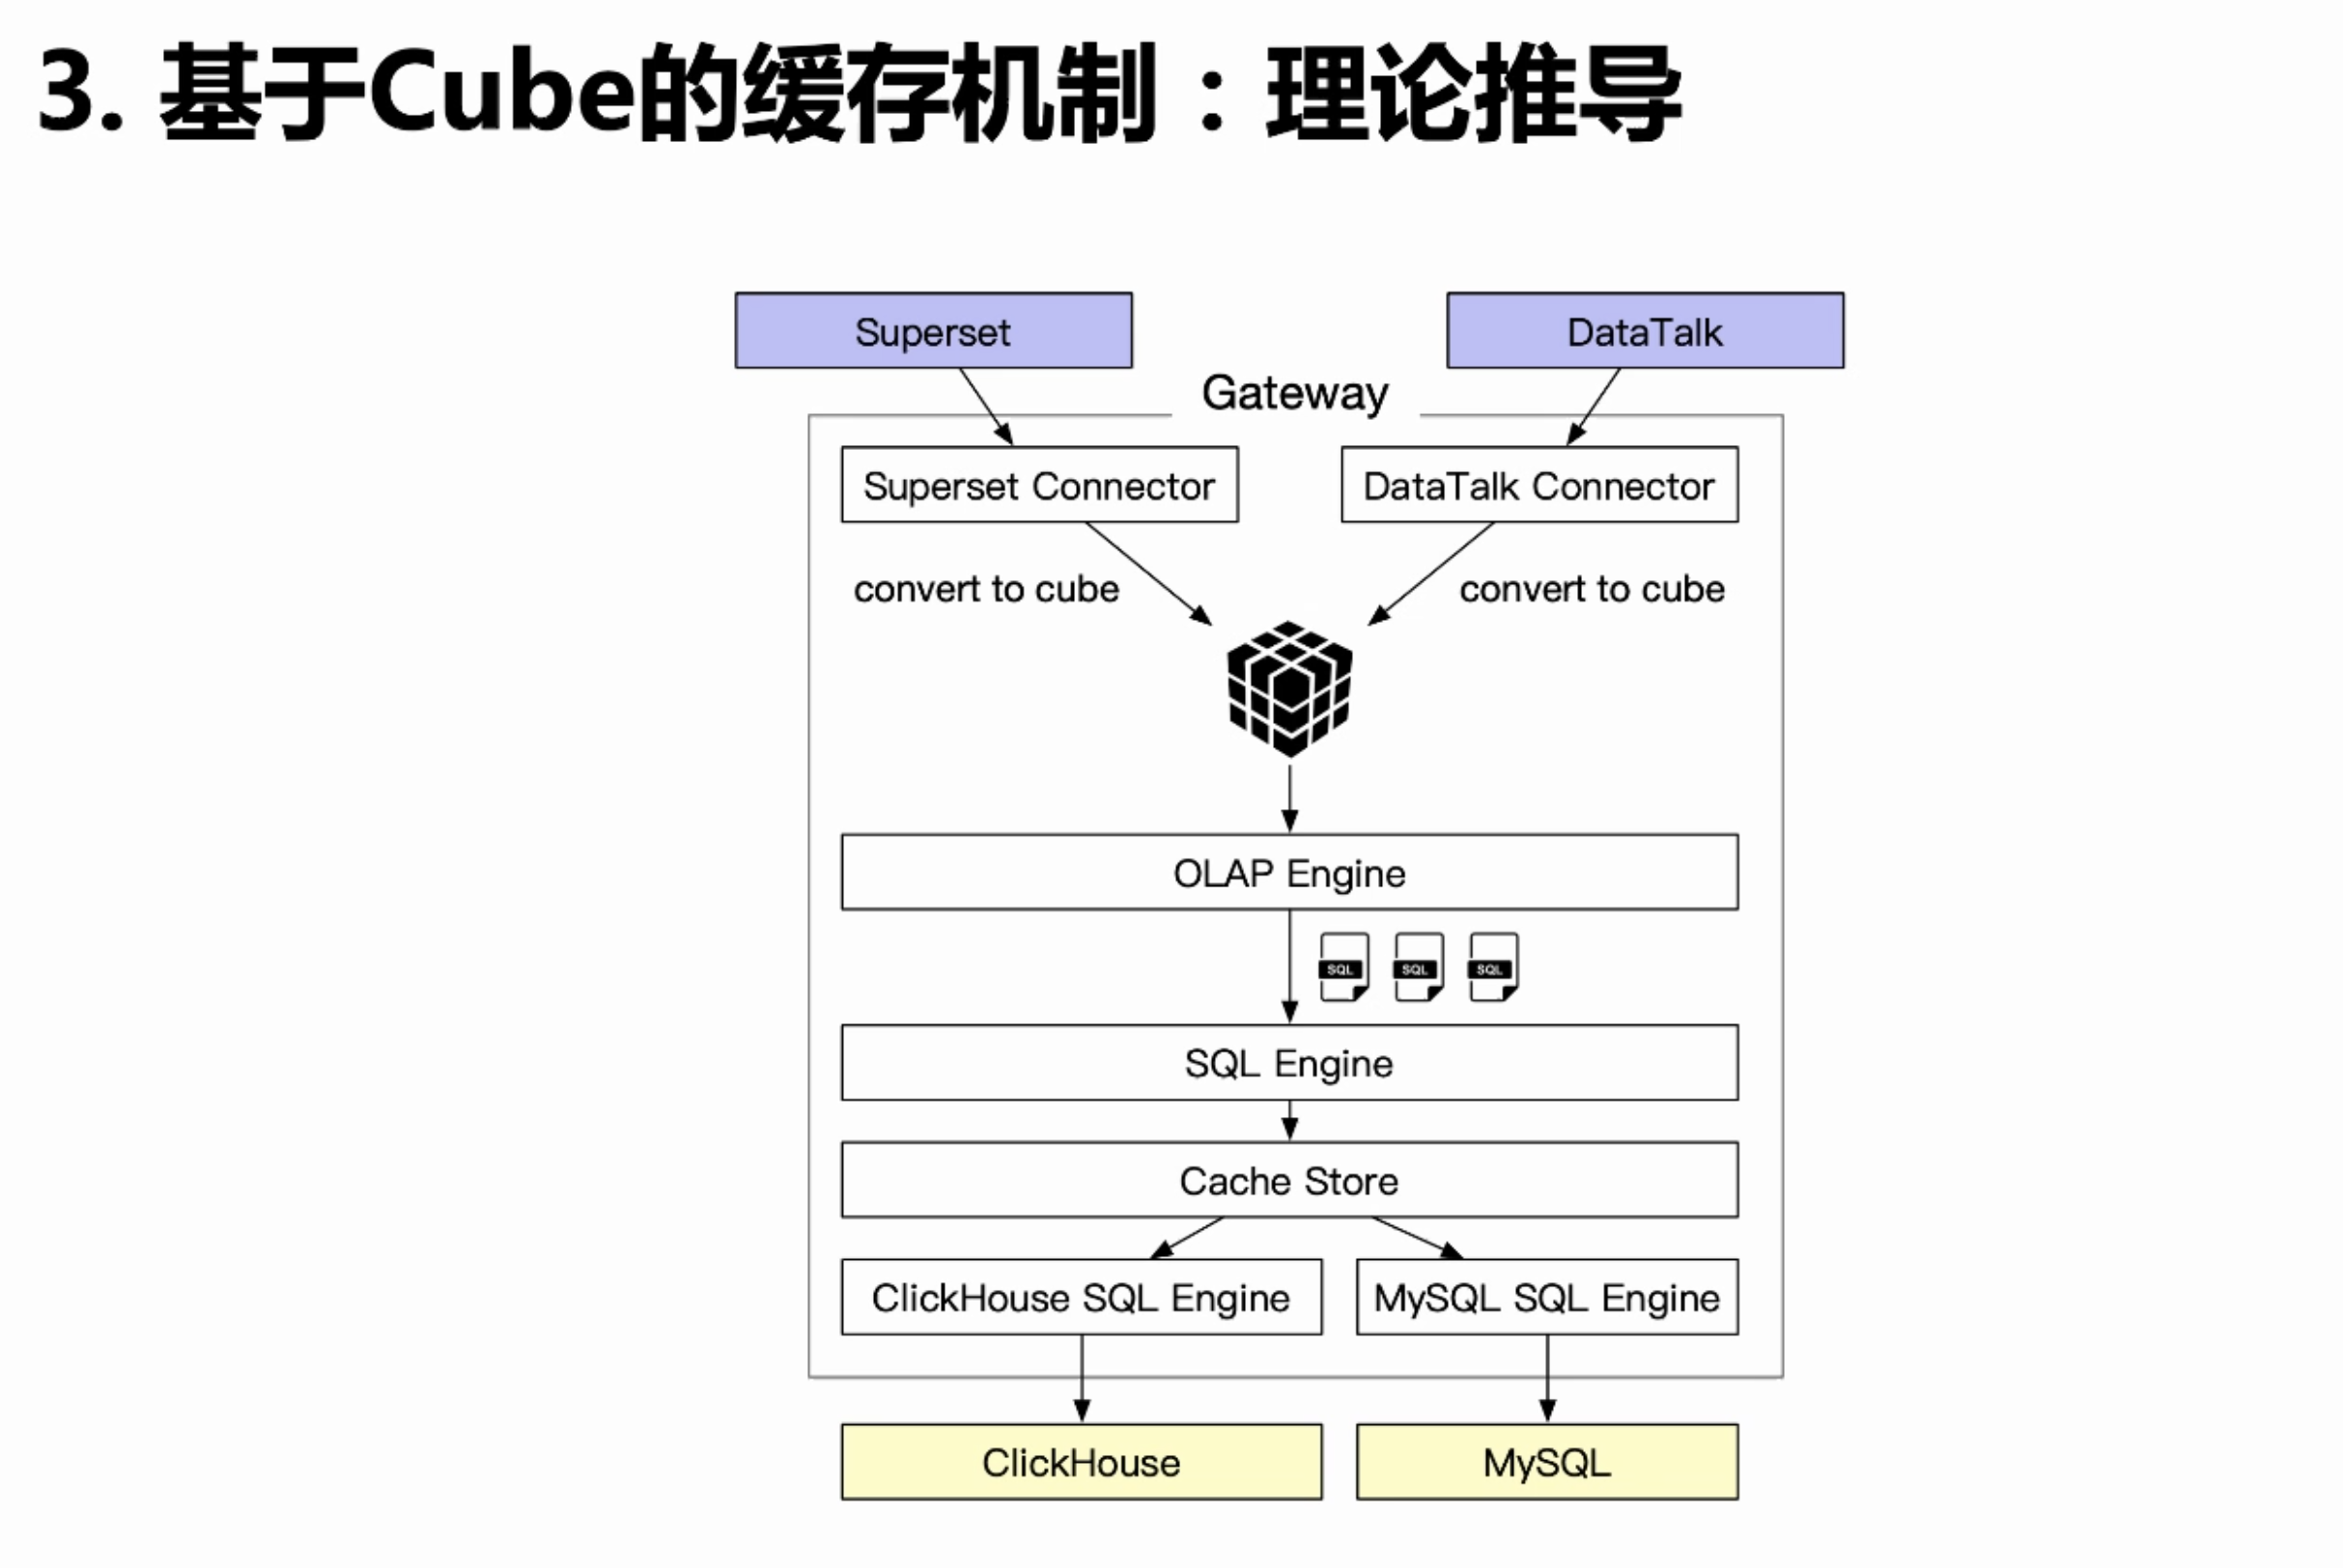 3. 基于Cube的缓存机制：理论推导
Superset
DataTalk
Gateway
Superset Connector
DataTalk Connector
convert to cube
convert to cube
OLAP Engine
SQL
SQL
SQL
SQL Engine
Cache Store
ClickHouse SQL Engine
MySQL SQL Engine
ClickHouse
MySQL